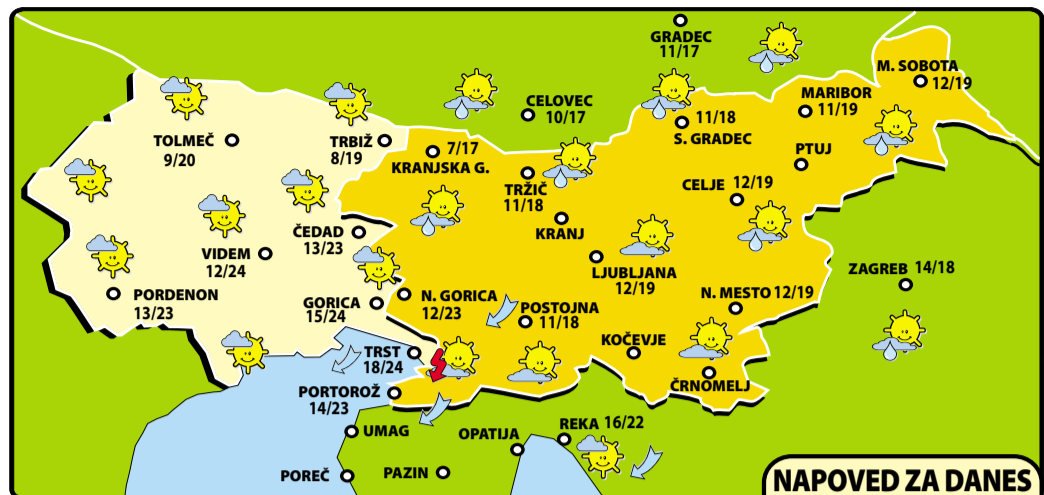 GRADEC
11/17
M. SOBOTA
12/19
MARIBOR
11/19
CELOVEC
10/17
11/18
S. GRADEC
TOLMEČ
9/20
TRBIŽ
8/19
7/17
KRANJSKA G.
PTUJ
TRŽIČ
11/18
CELJE 12/19
KRANJ
ČEDAD
13/23
VIDEM
12/24
LJUBLJANA
12/19
ZAGREB 14/18
PORDENON
13/23
GORICA
15/24
N. GORICA
12/23
POSTOJNA
11/18
N. MESTO 12/19
KOČEVJE
TRST
18/24
ČRNOMELJ
PORTOROŽ
14/23
UMAG
OPATIJA
REKA 16/22
POREČ
PAZIN
NAPOVED ZA DANES